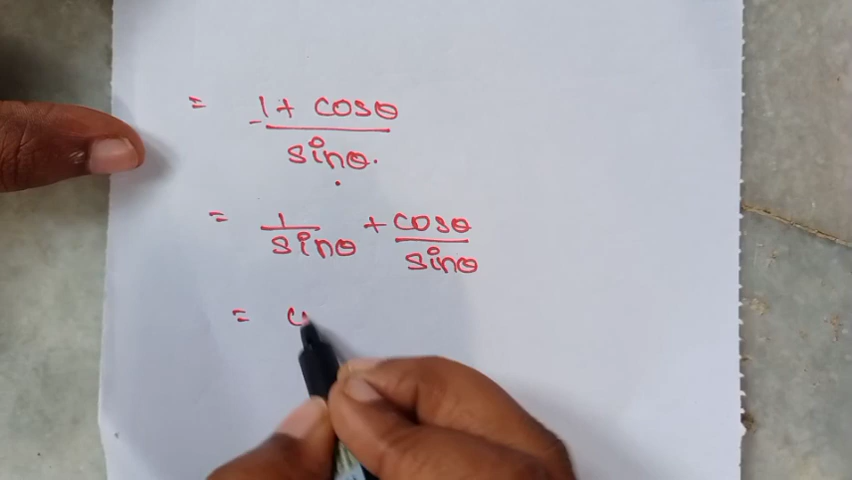 = 1 + cosθ
sinθ.
= 1/sinθ + cosθ/sinθ
= c